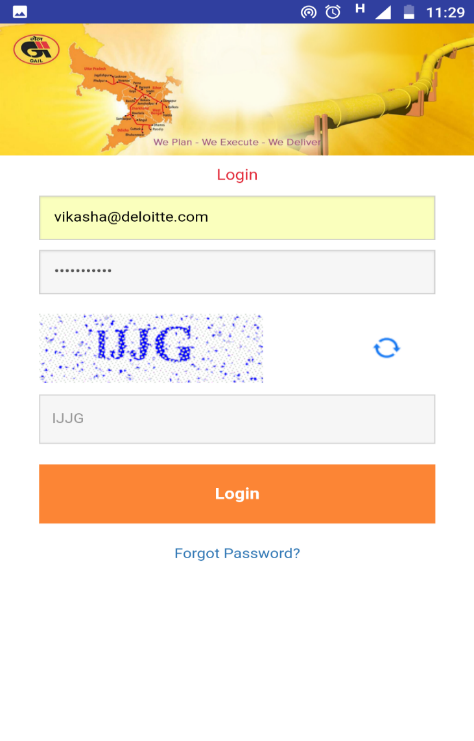 H 11:29
गेल
GAIL
We Plan - We Execute - We Deliver
Login
vikasha@deloitte.com
•••••••••••
IJJG
IJJG
Login
Forgot Password?